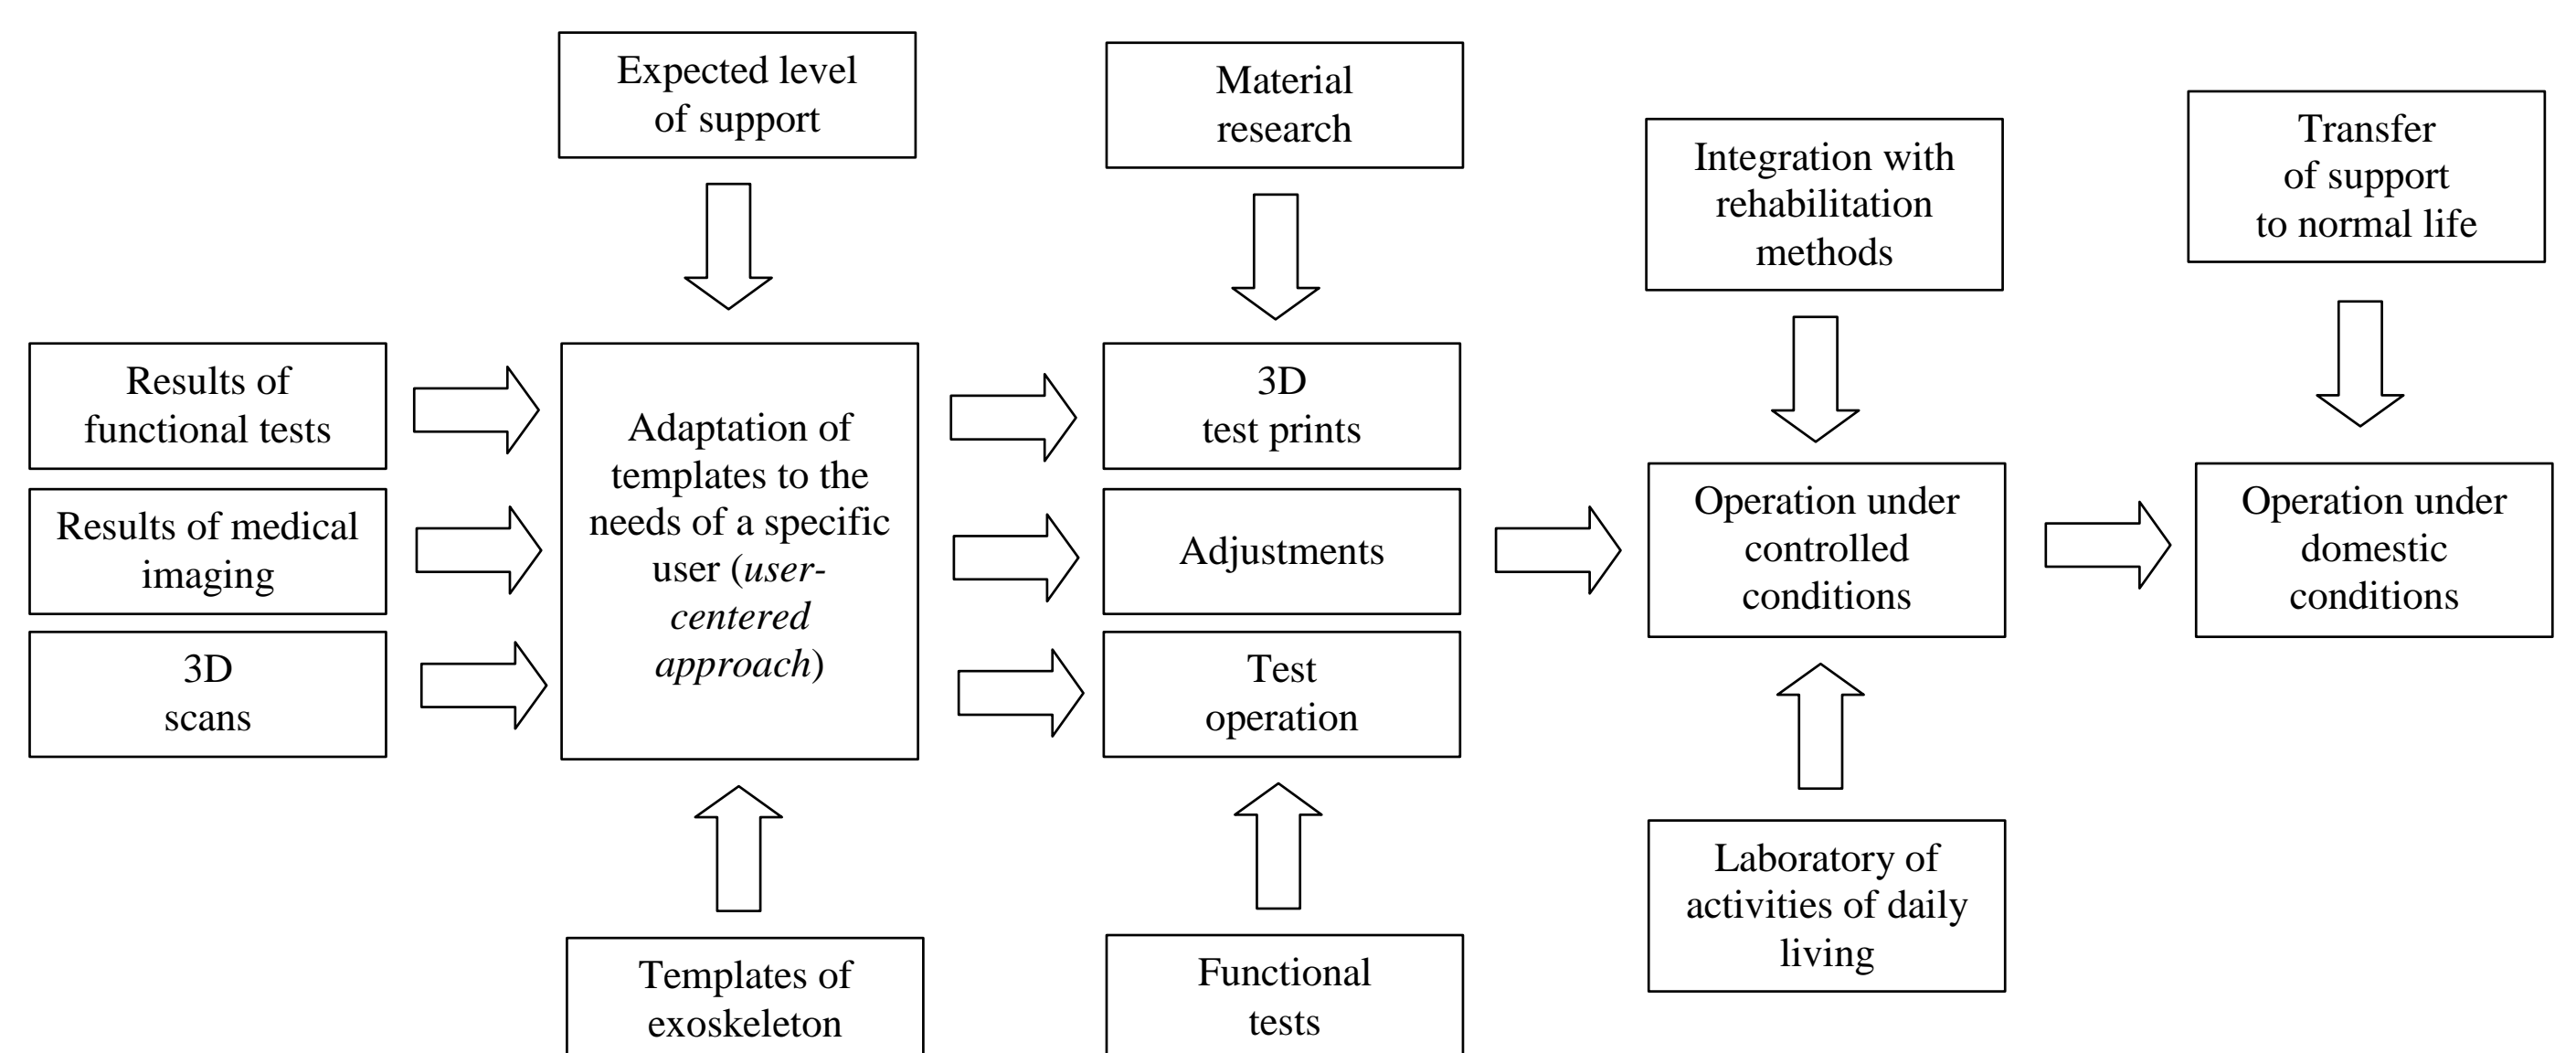 Expected level
of support
Material
research
Integration with
rehabilitation
methods
Transfer
of support
to normal life
Results of
functional tests
Results of medical
imaging
3D
scans
Adaptation of
templates to the
needs of a specific
user (user-
centered
approach)
3D
test prints
Adjustments
Test
operation
Operation under
controlled
conditions
Operation under
domestic
conditions
Templates of
exoskeleton
Functional
tests
Laboratory of
activities of daily
living